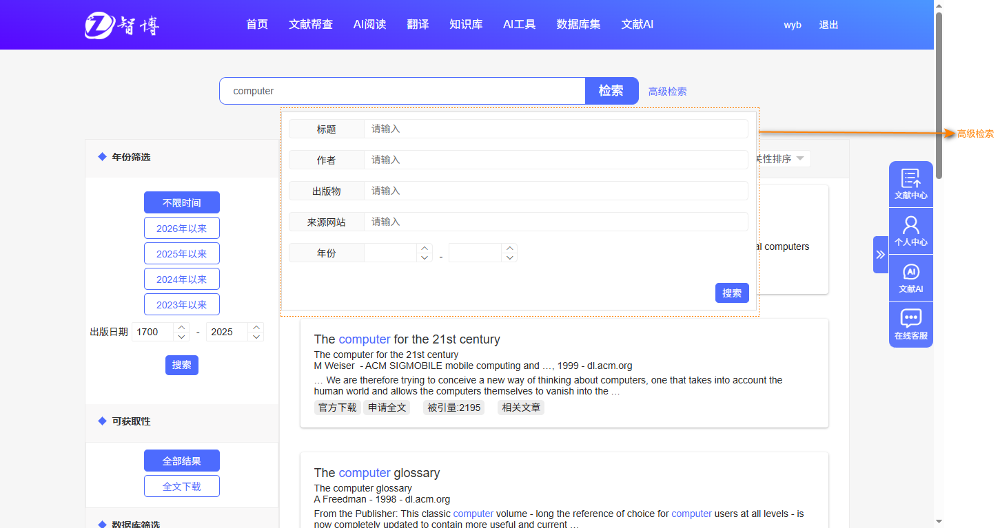 智博
首页 文献帮查 AI阅读 翻译 知识库 AI工具 数据库集 文献AI wyb 退出
computer 检索 高级检索
标题 请输入
高级检索
作者 请输入
出版物 请输入
来源网站 请输入
年份 -
搜索
年份筛选
不限时间
2026年以来
2025年以来
2024年以来
2023年以来
出版日期 1700 - 2025
搜索
可获取性
全部结果
全文下载
数据库筛选
关性排序
al computers
The computer for the 21st century
The computer for the 21st century
M Weiser - ACM SIGMOBILE mobile computing and …, 1999 - dl.acm.org
… We are therefore trying to conceive a new way of thinking about computers, one that takes into account the
human world and allows the computers themselves to vanish into the …
官方下载 申请全文 被引量:2195 相关文章
The computer glossary
The computer glossary
A Freedman - 1998 - dl.acm.org
From the Publisher: This classic computer volume - long the reference of choice for computer users at all levels - is
now completely updated to contain more useful and current …
文献中心
个人中心
AI
文献AI
在线客服